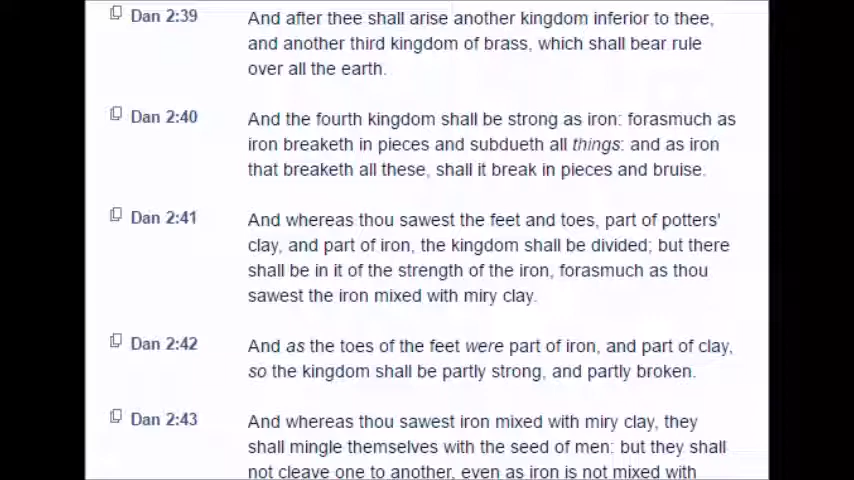 Dan 2:39 And after thee shall arise another kingdom inferior to thee,
and another third kingdom of brass, which shall bear rule
over all the earth.
Dan 2:40 And the fourth kingdom shall be strong as iron: forasmuch as
iron breaketh in pieces and subdueth all things: and as iron
that breaketh all these, shall it break in pieces and bruise.
Dan 2:41 And whereas thou sawest the feet and toes, part of potters'
clay, and part of iron, the kingdom shall be divided; but there
shall be in it of the strength of the iron, forasmuch as thou
sawest the iron mixed with miry clay.
Dan 2:42 And as the toes of the feet were part of iron, and part of clay,
so the kingdom shall be partly strong, and partly broken.
Dan 2:43 And whereas thou sawest iron mixed with miry clay, they
shall mingle themselves with the seed of men: but they shall
not cleave one to another, even as iron is not mixed with